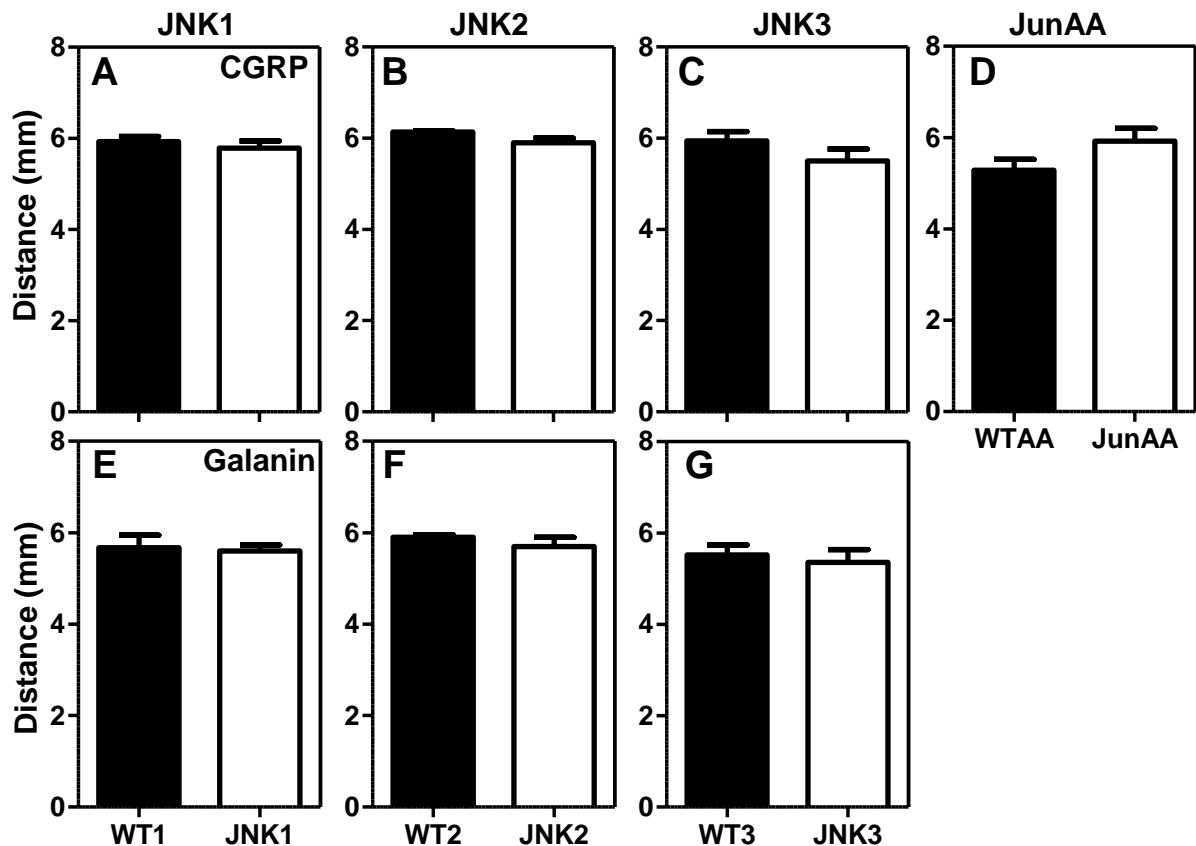 JNK1 JNK2 JNK3 JunAA
Distance (mm)
8
6
4
2
0
A CGRP
8
6
4
2
0
B
8
6
4
2
0
C
8
6
4
2
0
D
WTAA JunAA
Distance (mm)
8
6
4
2
0
E Galanin
WT1 JNK1
8
6
4
2
0
F
WT2 JNK2
8
6
4
2
0
G
WT3 JNK3